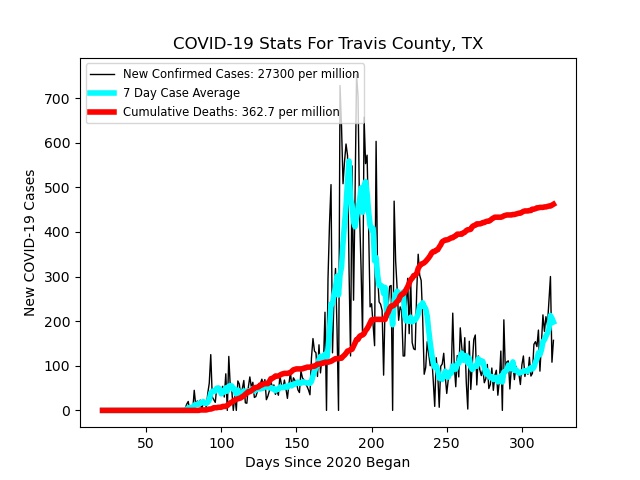 COVID-19 Stats For Travis County, TX
New Confirmed Cases: 27300 per million
7 Day Case Average
Cumulative Deaths: 362.7 per million
700
600
500
400
300
200
100
0
New COVID-19 Cases
50 100 150 200 250 300
Days Since 2020 Began